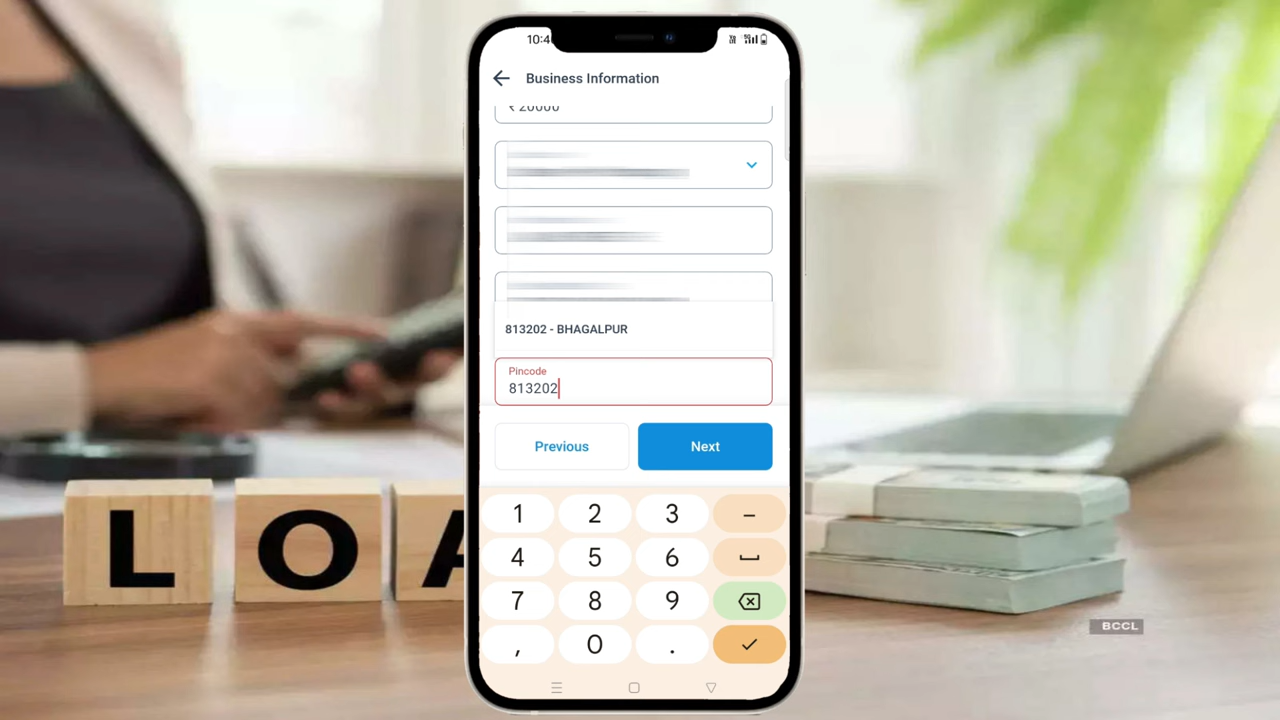 10:4
Business Information
₹ 20000
813202 - BHAGALPUR
Pincode
813202
Previous
Next
1 2 3 –
4 5 6
7 8 9
, 0 .
LOA
BCCL